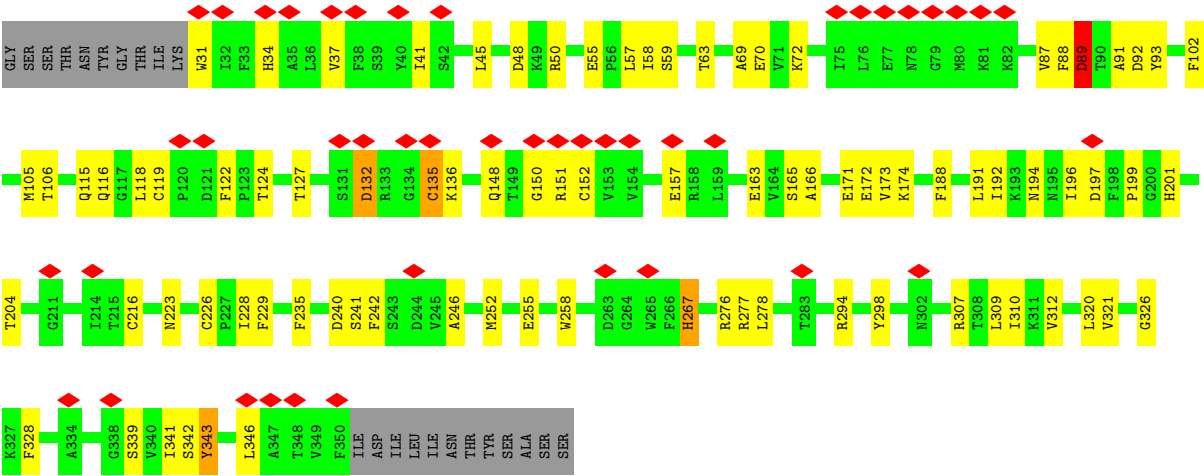 GLY SER SER THR ASN TYR GLY THR ILE LYS W31 I32 F33 H34 A35 L36 V37 F38 S39 Y40 I41 S42 L45 D48 K49 R50 E55 P56 L57 I58 S59 T63 A69 E70 V71 K72 I75 L76 E77 N78 G79 M80 K81 K82 V87 F88 D89 T90 A91 D92 Y93 F102
M105 T106 Q115 Q116 G117 L118 C119 P120 D121 F122 P123 T124 T127 S131 D132 R133 G134 C135 K136 Q148 T149 G150 R151 C152 V153 V154 E157 R158 L159 E163 V164 S165 A166 E171 E172 V173 K174 F188 L191 I192 K193 N194 N195 I196 D197 F198 P199 G200 H201
T204 G211 I214 T215 C216 N223 C226 P227 I228 F229 F235 D240 S241 F242 S243 D244 V245 A246 M252 E255 W258 D263 G264 W265 F266 H267 R276 R277 L278 T283 R294 Y298 N302 R307 T308 L309 I310 K311 V312 L320 V321 G326
K327 F328 A334 G338 S339 V340 I341 S342 Y343 L346 A347 T348 V349 F350 ILE ASP ILE LEU ILE ASN THR TYR SER ALA SER SER